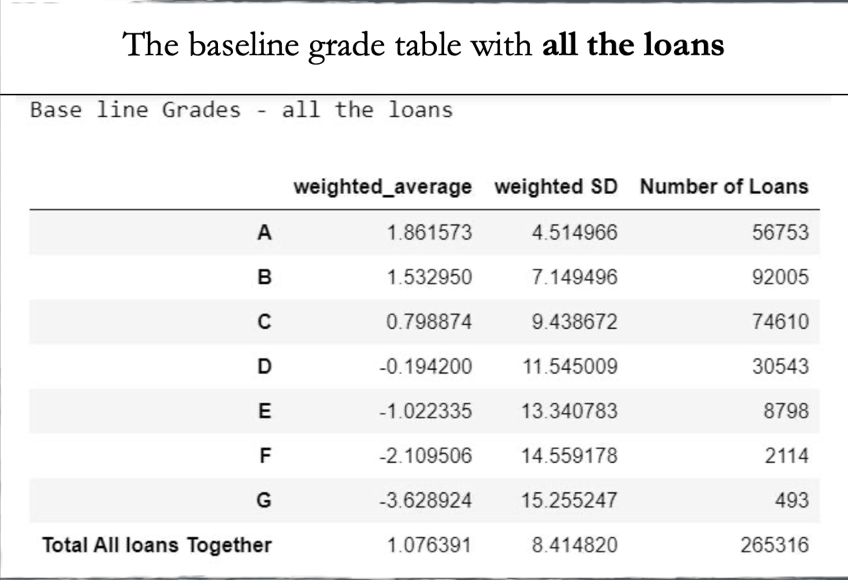 The baseline grade table with all the loans
Base line Grades - all the loans
weighted_average weighted SD Number of Loans
A 1.861573 4.514966 56753
B 1.532950 7.149496 92005
C 0.798874 9.438672 74610
D -0.194200 11.545009 30543
E -1.022335 13.340783 8798
F -2.109506 14.559178 2114
G -3.628924 15.255247 493
Total All loans Together 1.076391 8.414820 265316